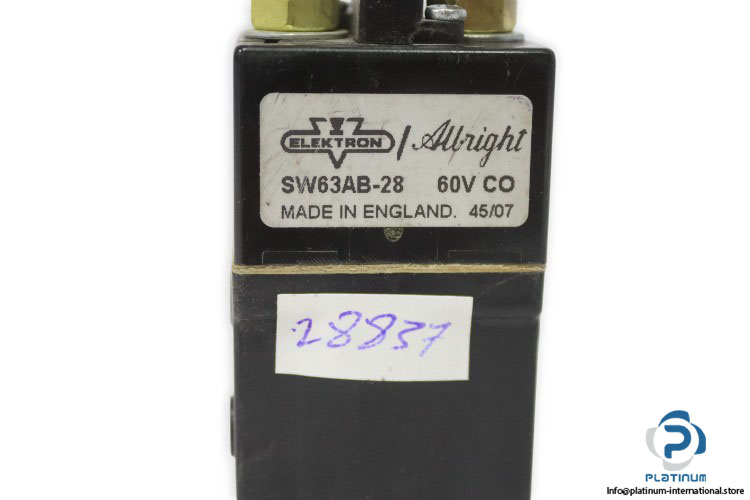 ELEKTRON / Albright
SW63AB-28 60V CO
MADE IN ENGLAND. 45/07
28837
PLATINUM
Info@platinum-international.store